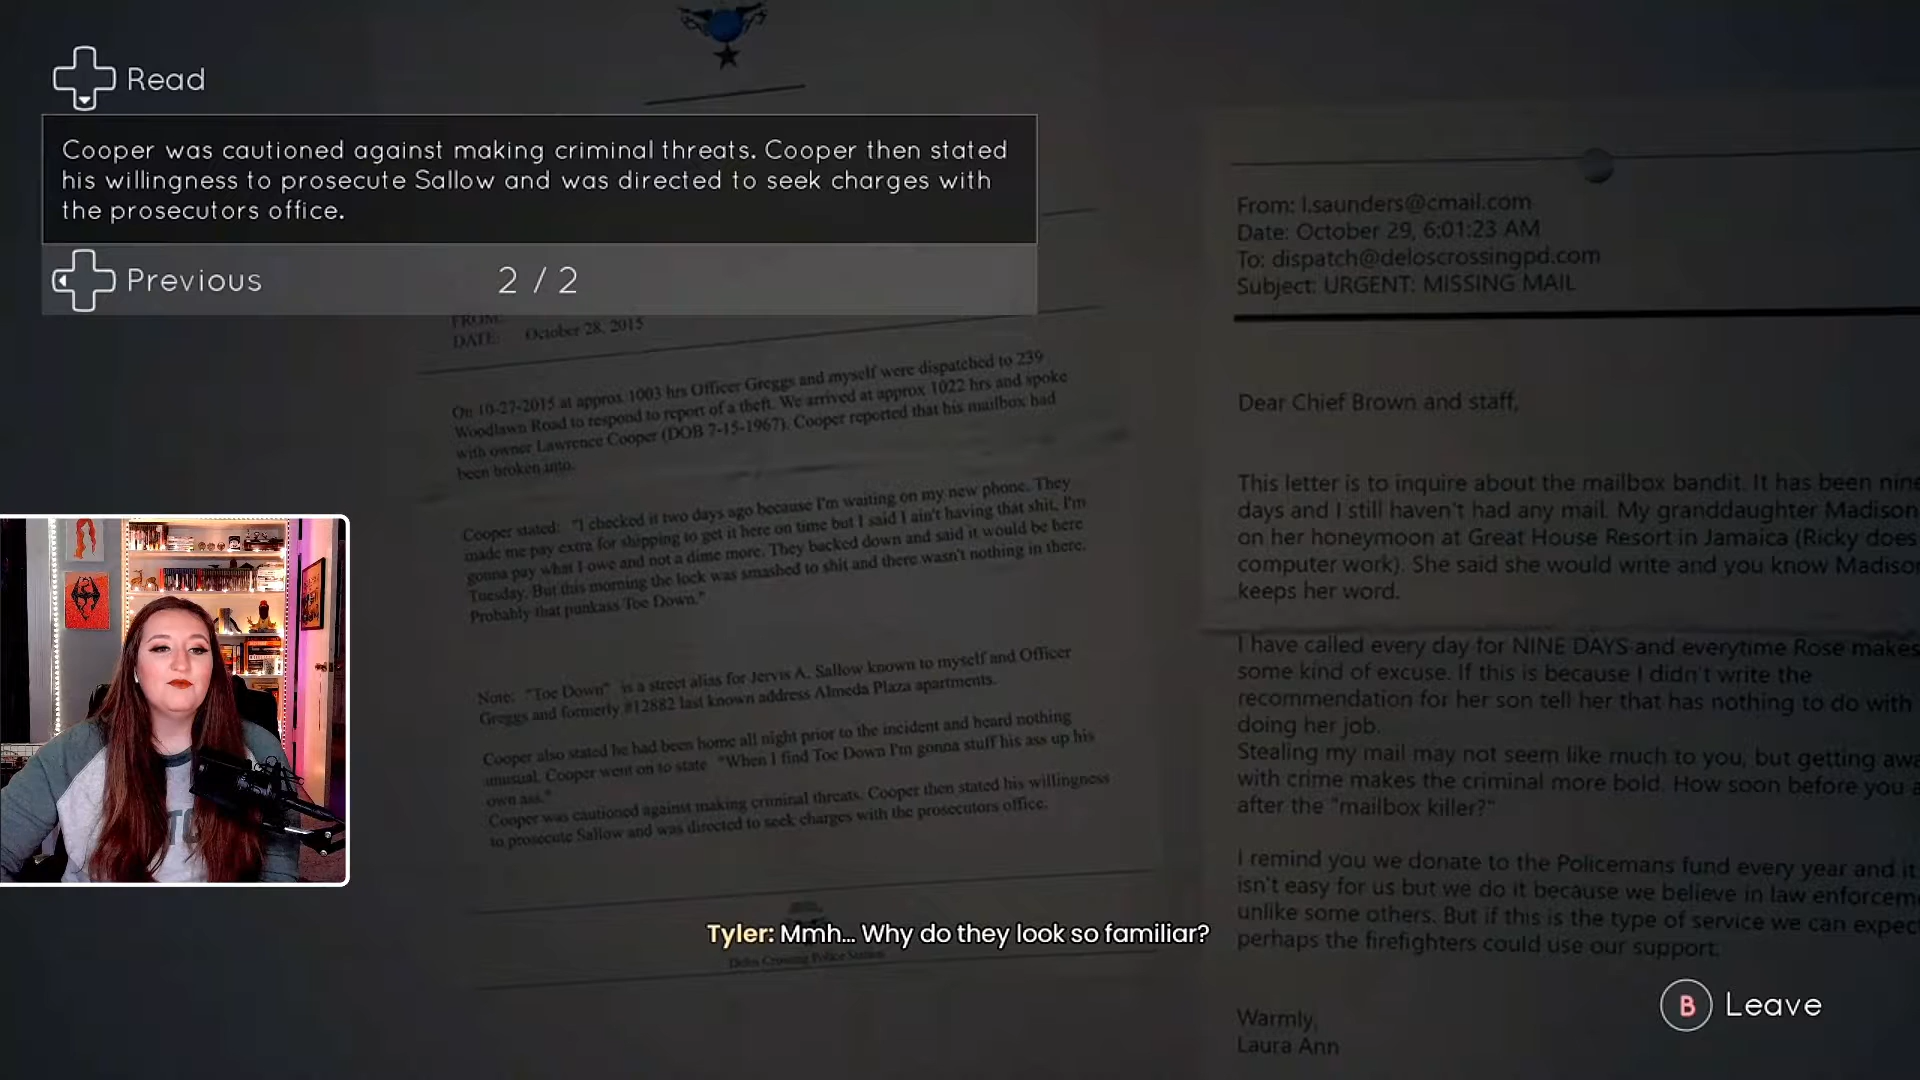 Read
Cooper was cautioned against making criminal threats. Cooper then stated
his willingness to prosecute Sallow and was directed to seek charges with
the prosecutors office.
Previous
2 / 2
FROM:
DATE: October 28, 2015
On 10-27-2015 at approx 1003 hrs Officer Greggs and myself were dispatched to 239
Woodlawn Road to respond to report of a theft. We arrived at approx 1022 hrs and spoke
with owner Lawrence Cooper (DOB 7-15-1967). Cooper reported that his mailbox had
been broken into.
Cooper stated: "I checked it two days ago because I'm waiting on my new phone. They
made me pay extra for shipping to get it here on time but I said I ain't having that shit, I'm
gonna pay what I owe and not a dime more. They backed down and said it would be here
Tuesday. But this morning the lock was smashed to shit and there wasn't nothing in there.
Probably that punkass Toe Down."
Note: "Toe Down" is a street alias for Jervis A. Sallow known to myself and Officer
Greggs and formerly #12882 last known address Almeda Plaza apartments.
Cooper also stated he had been home all night prior to the incident and heard nothing
unusual. Cooper went on to state "When I find Toe Down I'm gonna stuff his ass up his
own ass."
Cooper was cautioned against making criminal threats. Cooper then stated his willingness
to prosecute Sallow and was directed to seek charges with the prosecutors office.
Delos Crossing Police Station
From: l.saunders@cmail.com
Date: October 29, 6:01:23 AM
To: dispatch@deloscrossingpd.com
Subject: URGENT: MISSING MAIL
Dear Chief Brown and staff,
This letter is to inquire about the mailbox bandit. It has been nine
days and I still haven't had any mail. My granddaughter Madison
on her honeymoon at Great House Resort in Jamaica (Ricky does
computer work). She said she would write and you know Madison
keeps her word.
I have called every day for NINE DAYS and everytime Rose makes
some kind of excuse. If this is because I didn't write the
recommendation for her son tell her that has nothing to do with
doing her job.
Stealing my mail may not seem like much to you, but getting awa
with crime makes the criminal more bold. How soon before you a
after the "mailbox killer?"
I remind you we donate to the Policemans fund every year and it
isn't easy for us but we do it because we believe in law enforcem
unlike some others. But if this is the type of service we can expec
perhaps the firefighters could use our support.
Warmly,
Laura Ann
Tyler: Mmh... Why do they look so familiar?
B Leave